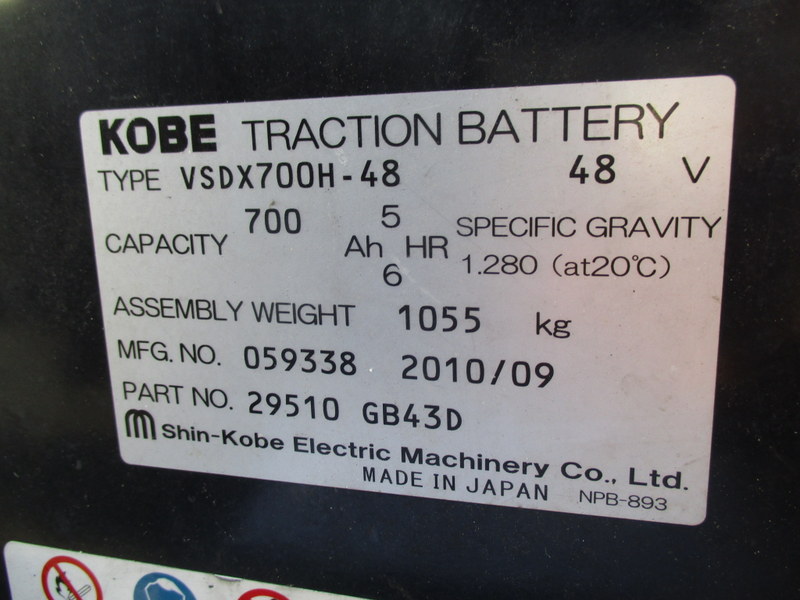 KOBE TRACTION BATTERY
TYPE VSDX700H-48 48 V
CAPACITY 700 Ah 5 HR
6
SPECIFIC GRAVITY
1.280 (at20℃)
ASSEMBLY WEIGHT 1055 kg
MFG. NO. 059338 2010/09
PART NO. 29510 GB43D
Shin-Kobe Electric Machinery Co., Ltd.
MADE IN JAPAN NPB-893